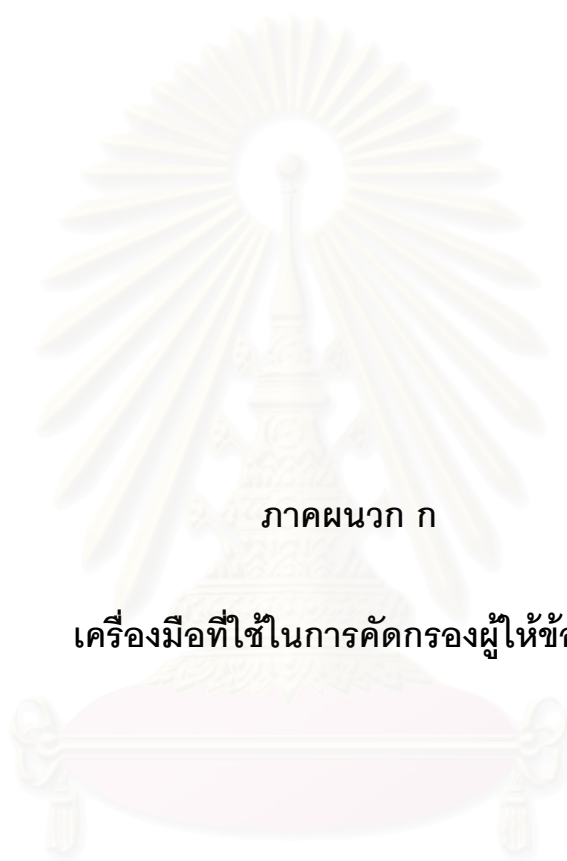 ภาคผนวก ก
เครื่องมือที่ใช้ในการคัดกรองผู้ให้